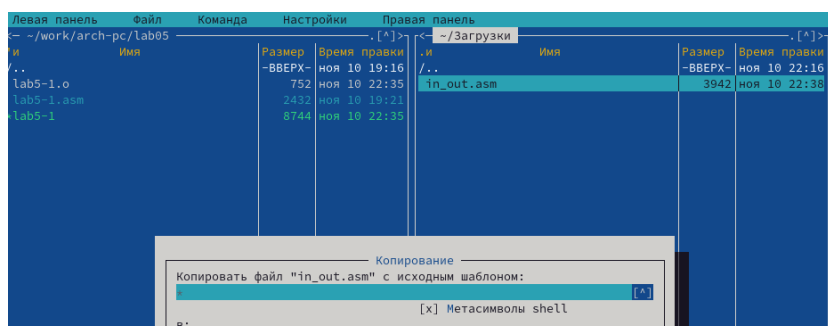 Левая панель Файл Команда Настройки Правая панель
<— ~/work/arch-pc/lab05 .[^]> <— ~/Загрузки .[^]>
'и Имя Размер Время правки .и Имя Размер Время правки
/.. -ВВЕРХ- ноя 10 19:16 /.. -ВВЕРХ- ноя 10 22:16
lab5-1.o 752 ноя 10 22:35 in_out.asm 3942 ноя 10 22:38
lab5-1.asm 2432 ноя 10 19:21
*lab5-1 8744 ноя 10 22:35
Копирование
Копировать файл "in_out.asm" с исходным шаблоном:
* [^]
[x] Метасимволы shell
в: